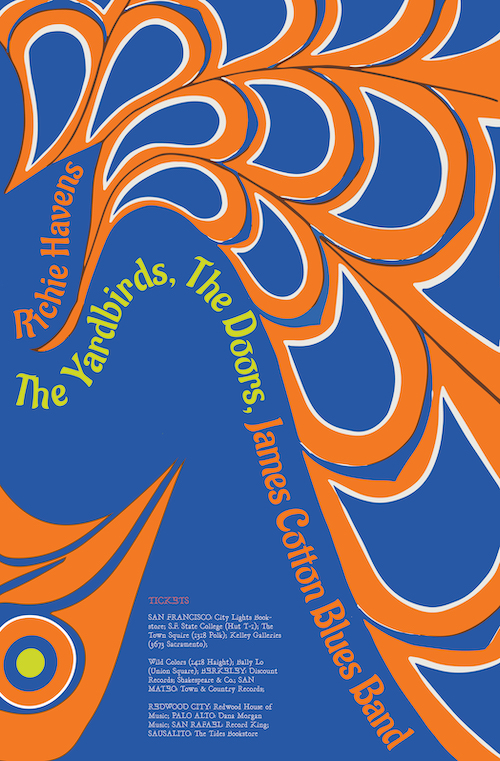 Richie Havens
The Yardbirds, The Doors, James Cotton Blues Band
TICKETS
SAN FRANCISCO: City Lights Book-
store; S.F. State College (Hut T-1); The
Town Squire (1318 Polk); Kelley Galleries
(3673 Sacramento);
Wild Colors (1418 Haight); Bally Lo
(Union Square); BERKELEY: Discount
Records; Shakespeare & Co.; SAN
MATEO: Town & Country Records;
REDWOOD CITY: Redwood House of
Music; PALO ALTO: Dana Morgan
Music; SAN RAFAEL: Record King;
SAUSALITO: The Tides Bookstore